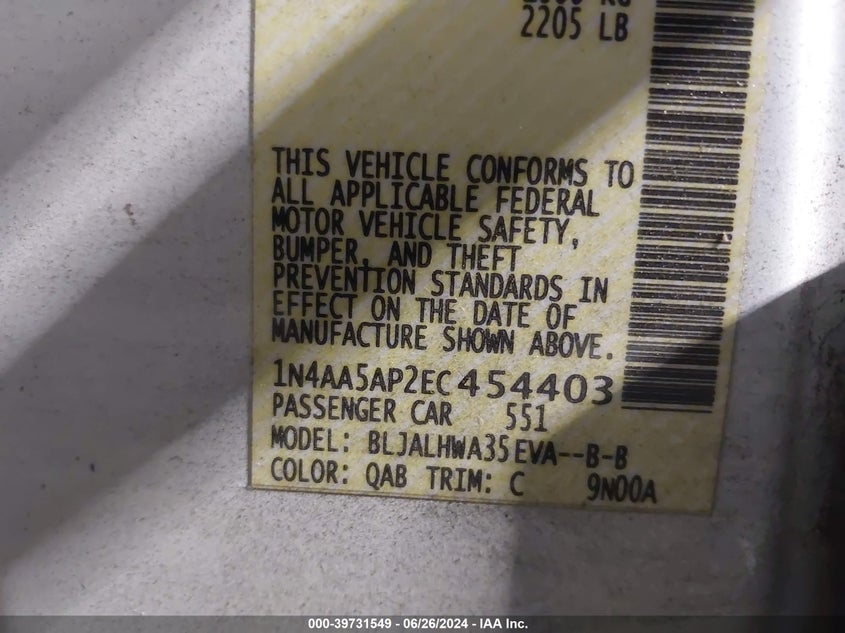 2205 LB
THIS VEHICLE CONFORMS TO
ALL APPLICABLE FEDERAL
MOTOR VEHICLE SAFETY,
BUMPER, AND THEFT
PREVENTION STANDARDS IN
EFFECT ON THE DATE OF
MANUFACTURE SHOWN ABOVE.
1N4AA5AP2EC454403
PASSENGER CAR 551
MODEL: BLJALHWA35EVA--B-B
COLOR: QAB TRIM: C 9N00A
000-39731549 / 06/26/2024 - IAA Inc.